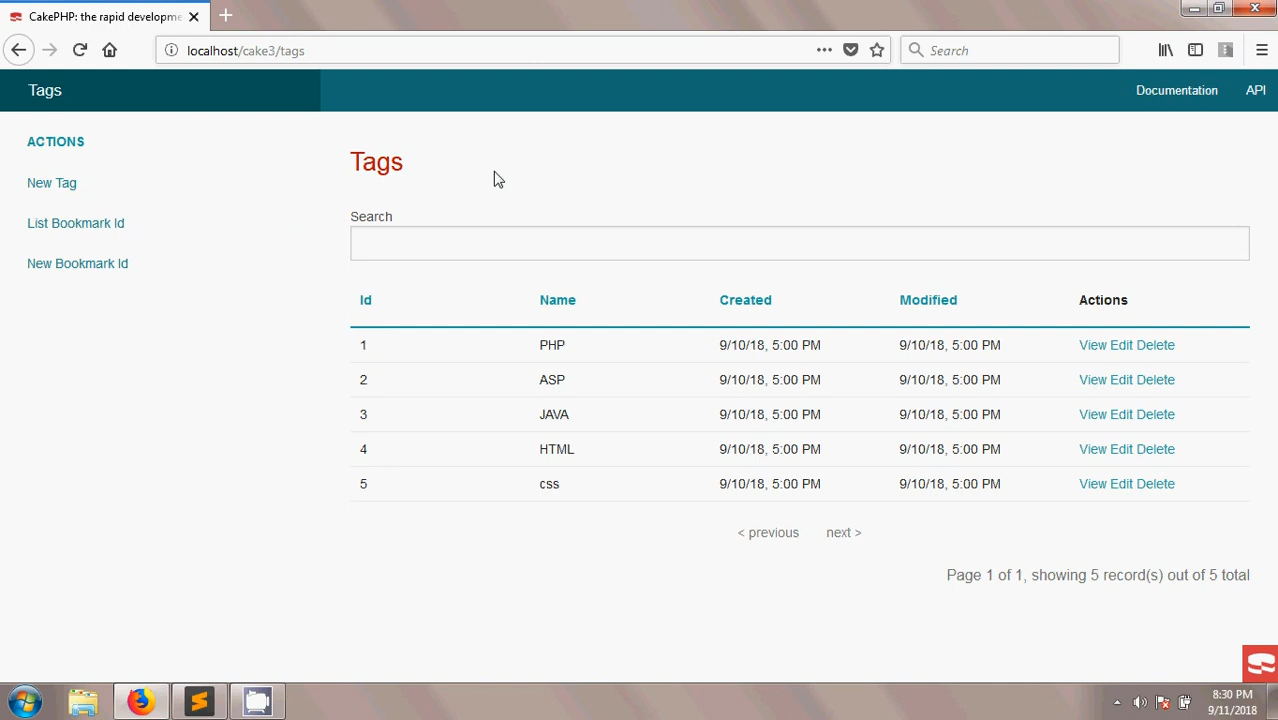 CakePHP: the rapid developme
localhost/cake3/tags
Search
Tags
Documentation API
ACTIONS
New Tag
List Bookmark Id
New Bookmark Id
Tags
Search
Id Name Created Modified Actions
1 PHP 9/10/18, 5:00 PM 9/10/18, 5:00 PM View Edit Delete
2 ASP 9/10/18, 5:00 PM 9/10/18, 5:00 PM View Edit Delete
3 JAVA 9/10/18, 5:00 PM 9/10/18, 5:00 PM View Edit Delete
4 HTML 9/10/18, 5:00 PM 9/10/18, 5:00 PM View Edit Delete
5 css 9/10/18, 5:00 PM 9/10/18, 5:00 PM View Edit Delete
< previous next >
Page 1 of 1, showing 5 record(s) out of 5 total
8:30 PM
9/11/2018